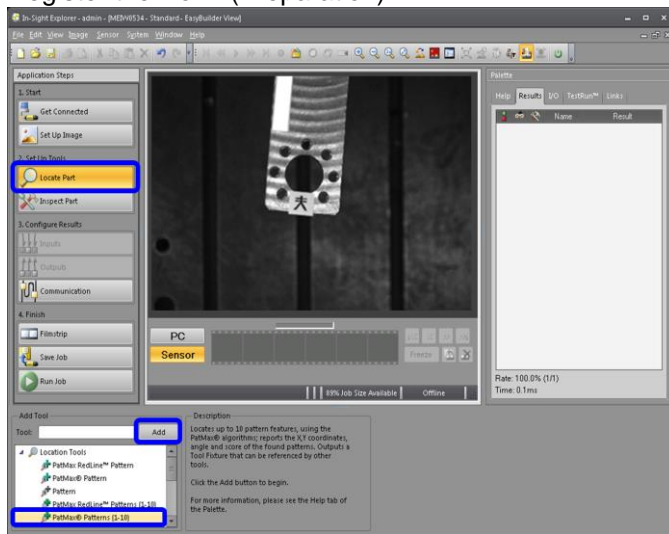 In-Sight Explorer - admin - [MEIVV0534 - Standard - EasyBuilder View]
File Edit View Image Sensor System Window Help
Application Steps
1. Start
Get Connected
Set Up Image
2. Set Up Tools
Locate Part
Inspect Part
3. Configure Results
Inputs
Outputs
Communication
4. Finish
Filmstrip
Save Job
Run Job
大
PC
Sensor
Freeze
89% Job Size Available
Offline
Palette
Help Results I/O TestRun™ Links
Name Result
Rate: 100.0% (1/1)
Time: 0.1ms
Add Tool
Tool:
Add
Location Tools
PatMax RedLine™ Pattern
PatMax® Pattern
Pattern
PatMax RedLine™ Patterns (1-10)
PatMax® Patterns (1-10)
Description
Locates up to 10 pattern features, using the
PatMax® algorithms; reports the X,Y coordinates,
angle and score of the found patterns. Outputs a
Tool Fixture that can be referenced by other
tools.
Click the Add button to begin.
For more information, please see the Help tab of
the Palette.